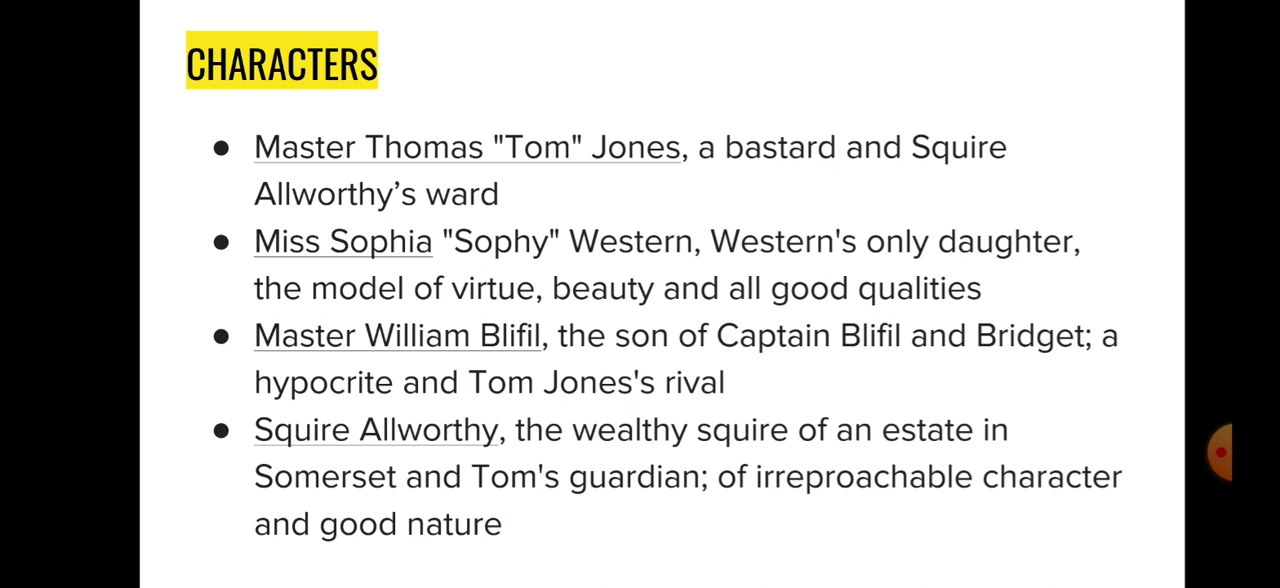 CHARACTERS
● Master Thomas "Tom" Jones, a bastard and Squire
Allworthy’s ward
● Miss Sophia "Sophy" Western, Western's only daughter,
the model of virtue, beauty and all good qualities
● Master William Blifil, the son of Captain Blifil and Bridget; a
hypocrite and Tom Jones's rival
● Squire Allworthy, the wealthy squire of an estate in
Somerset and Tom's guardian; of irreproachable character
and good nature